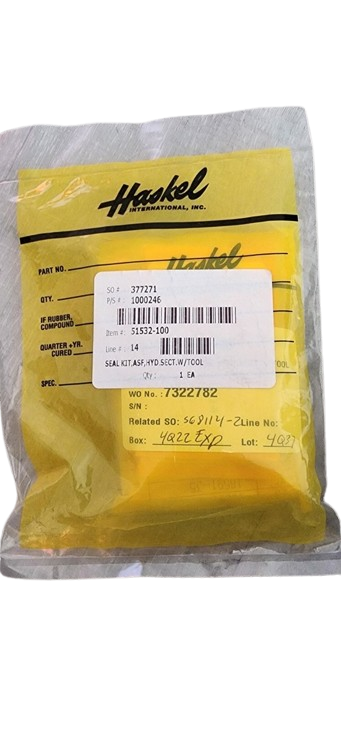 Haskel
INTERNATIONAL, INC.
Haskel
PART NO.
QTY.
IF RUBBER,
COMPOUND
QUARTER + YR.
CURED
SPEC.
SO #: 377271
P/S #: 1000246
Item #: 51532-100
Line #: 14
SEAL KIT,ASF,HYD.SECT.W/TOOL
Qty: 1 EA
TOOL
WO No. : 7322782
S/N :
Related SO: 568114-2 Line No:
Box: 4Q22 Exp Lot: